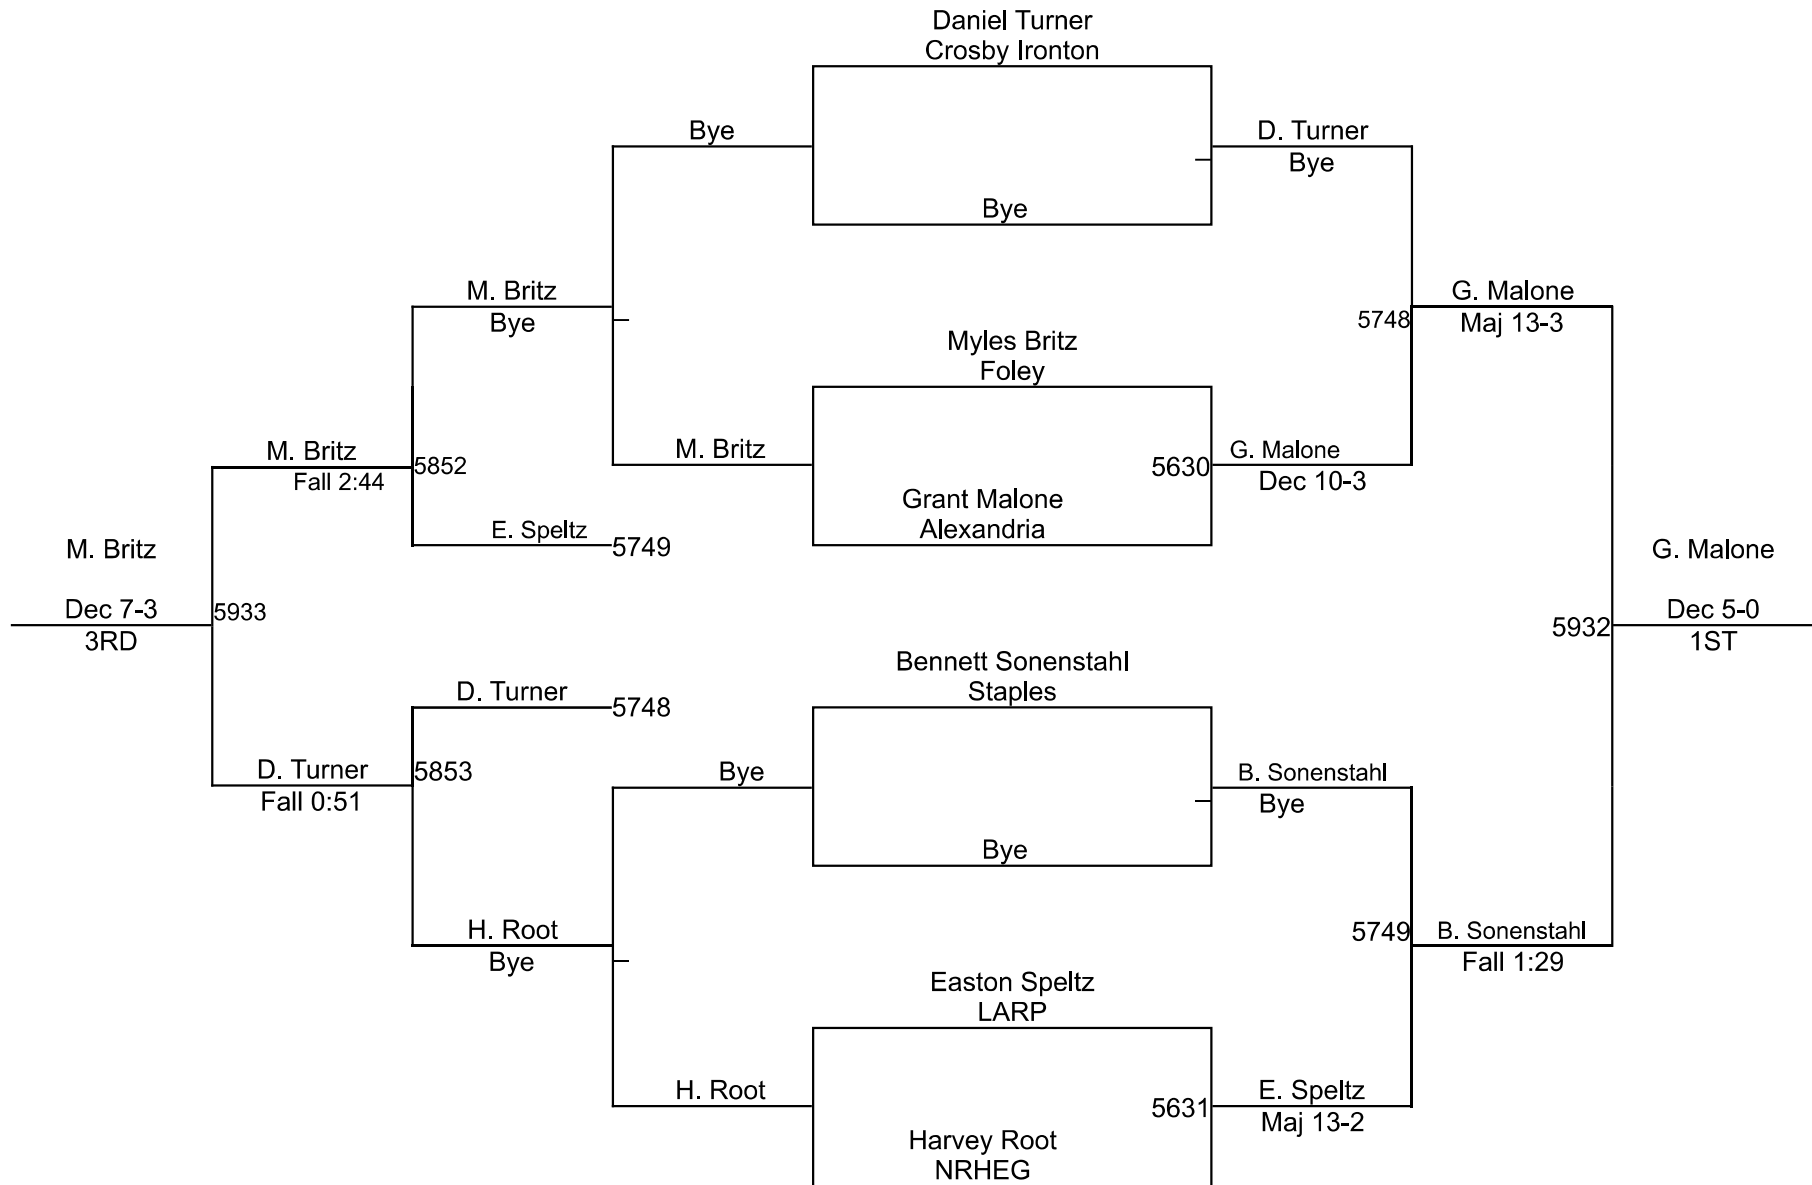 Daniel Turner
Crosby Ironton
Bye
D. Turner
Bye
Bye
M. Britz
Bye
G. Malone
5748
Maj 13-3
Myles Britz
Foley
M. Britz
Fall 2:44
5852
M. Britz
5630
G. Malone
Dec 10-3
Grant Malone
Alexandria
E. Speltz
5749
M. Britz
G. Malone
Dec 7-3
5933
3RD
5932
Dec 5-0
1ST
Bennett Sonenstahl
Staples
D. Turner
5748
D. Turner
5853
Fall 0:51
Bye
B. Sonenstahl
Bye
Bye
H. Root
Bye
5749
B. Sonenstahl
Fall 1:29
Easton Speltz
LARP
H. Root
5631
E. Speltz
Maj 13-2
Harvey Root
NRHEG